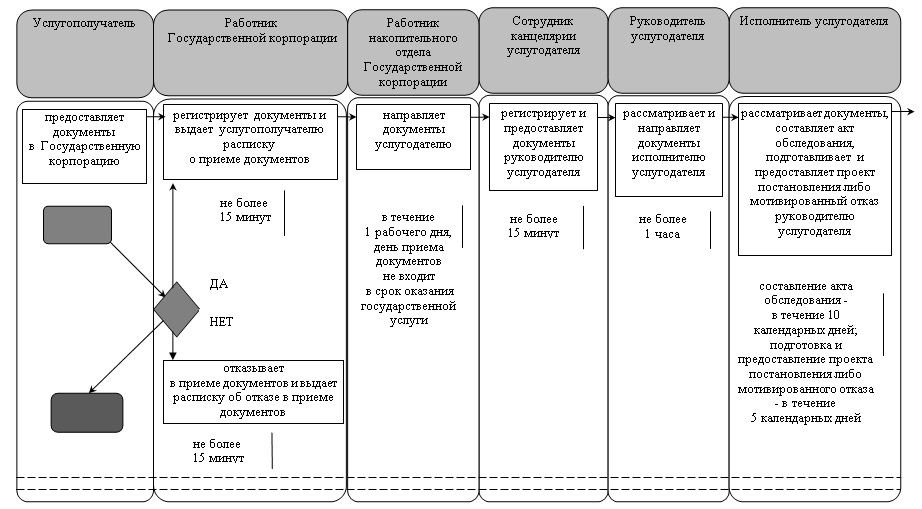 Услугополучатель
Работник
Государственной корпорации
Работник
накопительного
отдела
Государственной
корпорации
Сотрудник
канцелярии
услугодателя
Руководитель
услугодателя
Исполнитель услугодателя
предоставляет
документы
в Государственную
корпорацию
регистрирует документы и
выдает услугополучателю
расписку
о приеме документов
направляет
документы
услугодателю
регистрирует и
предоставляет
документы
руководителю
услугодателя
рассматривает и
направляет
документы
исполнителю
услугодателя
рассматривает документы,
составляет акт
обследования,
подготавливает и
предоставляет проект
постановления либо
мотивированный отказ
руководителю
услугодателя
не более
15 минут
в течение
1 рабочего дня,
день приема
документов
не входит
в срок оказания
государственной
услуги
не более
15 минут
не более
1 часа
составление акта
обследования -
в течение 10
календарных дней;
подготовка и
предоставление проекта
постановления либо
мотивированного отказа
- в течение
5 календарных дней
ДА
НЕТ
отказывает
в приеме документов и выдает
расписку об отказе в приеме
документов
не более
15 минут